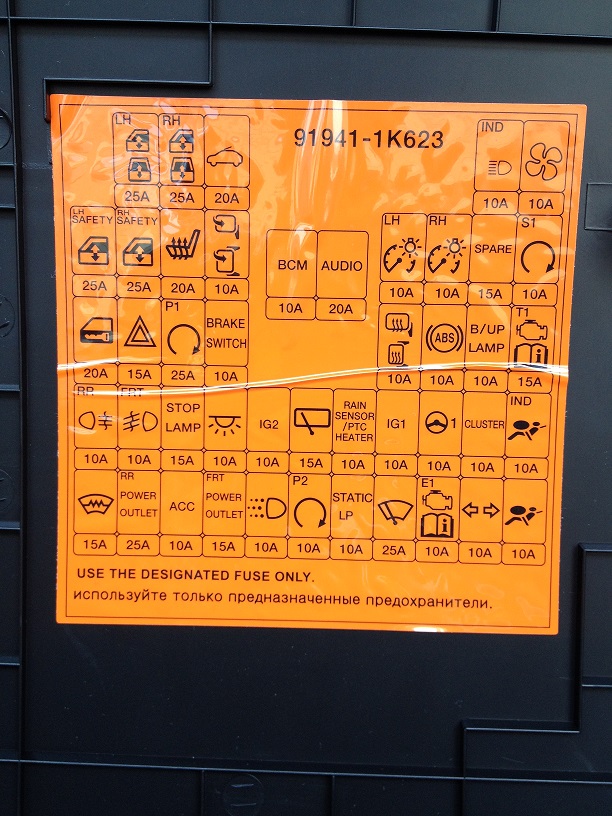 91941-1K623
LH RH IND
25A 25A 20A 10A 10A
LH SAFETY RH SAFETY BCM AUDIO LH RH SPARE S1
25A 25A 20A 10A 10A 20A 10A 10A 15A 10A
P1 BRAKE SWITCH ABS B/UP LAMP T1
20A 15A 25A 10A 10A 10A 10A 15A
RR FRT STOP LAMP IG2 RAIN SENSOR /PTC HEATER IG1 1 CLUSTER IND
10A 10A 15A 10A 10A 15A 10A 10A 10A 10A 10A
RR POWER OUTLET ACC FRT POWER OUTLET P2 STATIC LP E1
15A 25A 10A 15A 10A 10A 10A 25A 10A 10A 10A
USE THE DESIGNATED FUSE ONLY.
используйте только предназначенные предохранители.